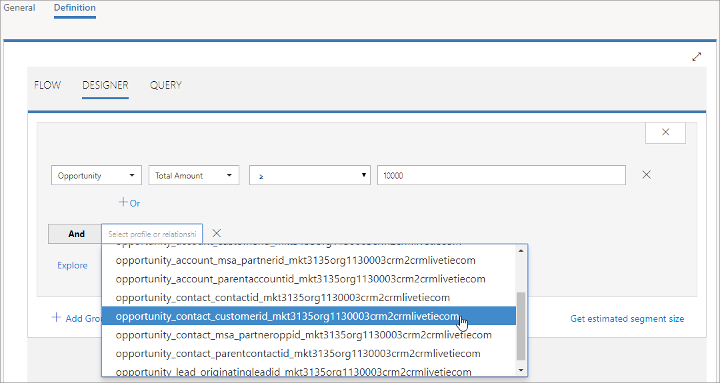 General Definition
FLOW DESIGNER QUERY
Opportunity Total Amount ≥ 10000
Or
And Select profile or relationshi
opportunity_account_customerid_mkt3135org1130003crm2crmlivetiecom
opportunity_account_msa_partnerid_mkt3135org1130003crm2crmlivetiecom
Explore
opportunity_account_parentaccountid_mkt3135org1130003crm2crmlivetiecom
opportunity_contact_contactid_mkt3135org1130003crm2crmlivetiecom
Add Gro
opportunity_contact_customerid_mkt3135org1130003crm2crmlivetiecom
Get estimated segment size
opportunity_contact_msa_partneroppid_mkt3135org1130003crm2crmlivetiecom
opportunity_contact_parentcontactid_mkt3135org1130003crm2crmlivetiecom
opportunity_lead_originatingleadid_mkt3135org1130003crm2crmlivetiecom